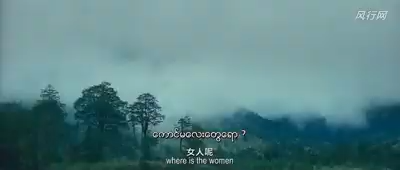 风行网
ကောင်မလေးတွေရော ?
女人呢
where is the women